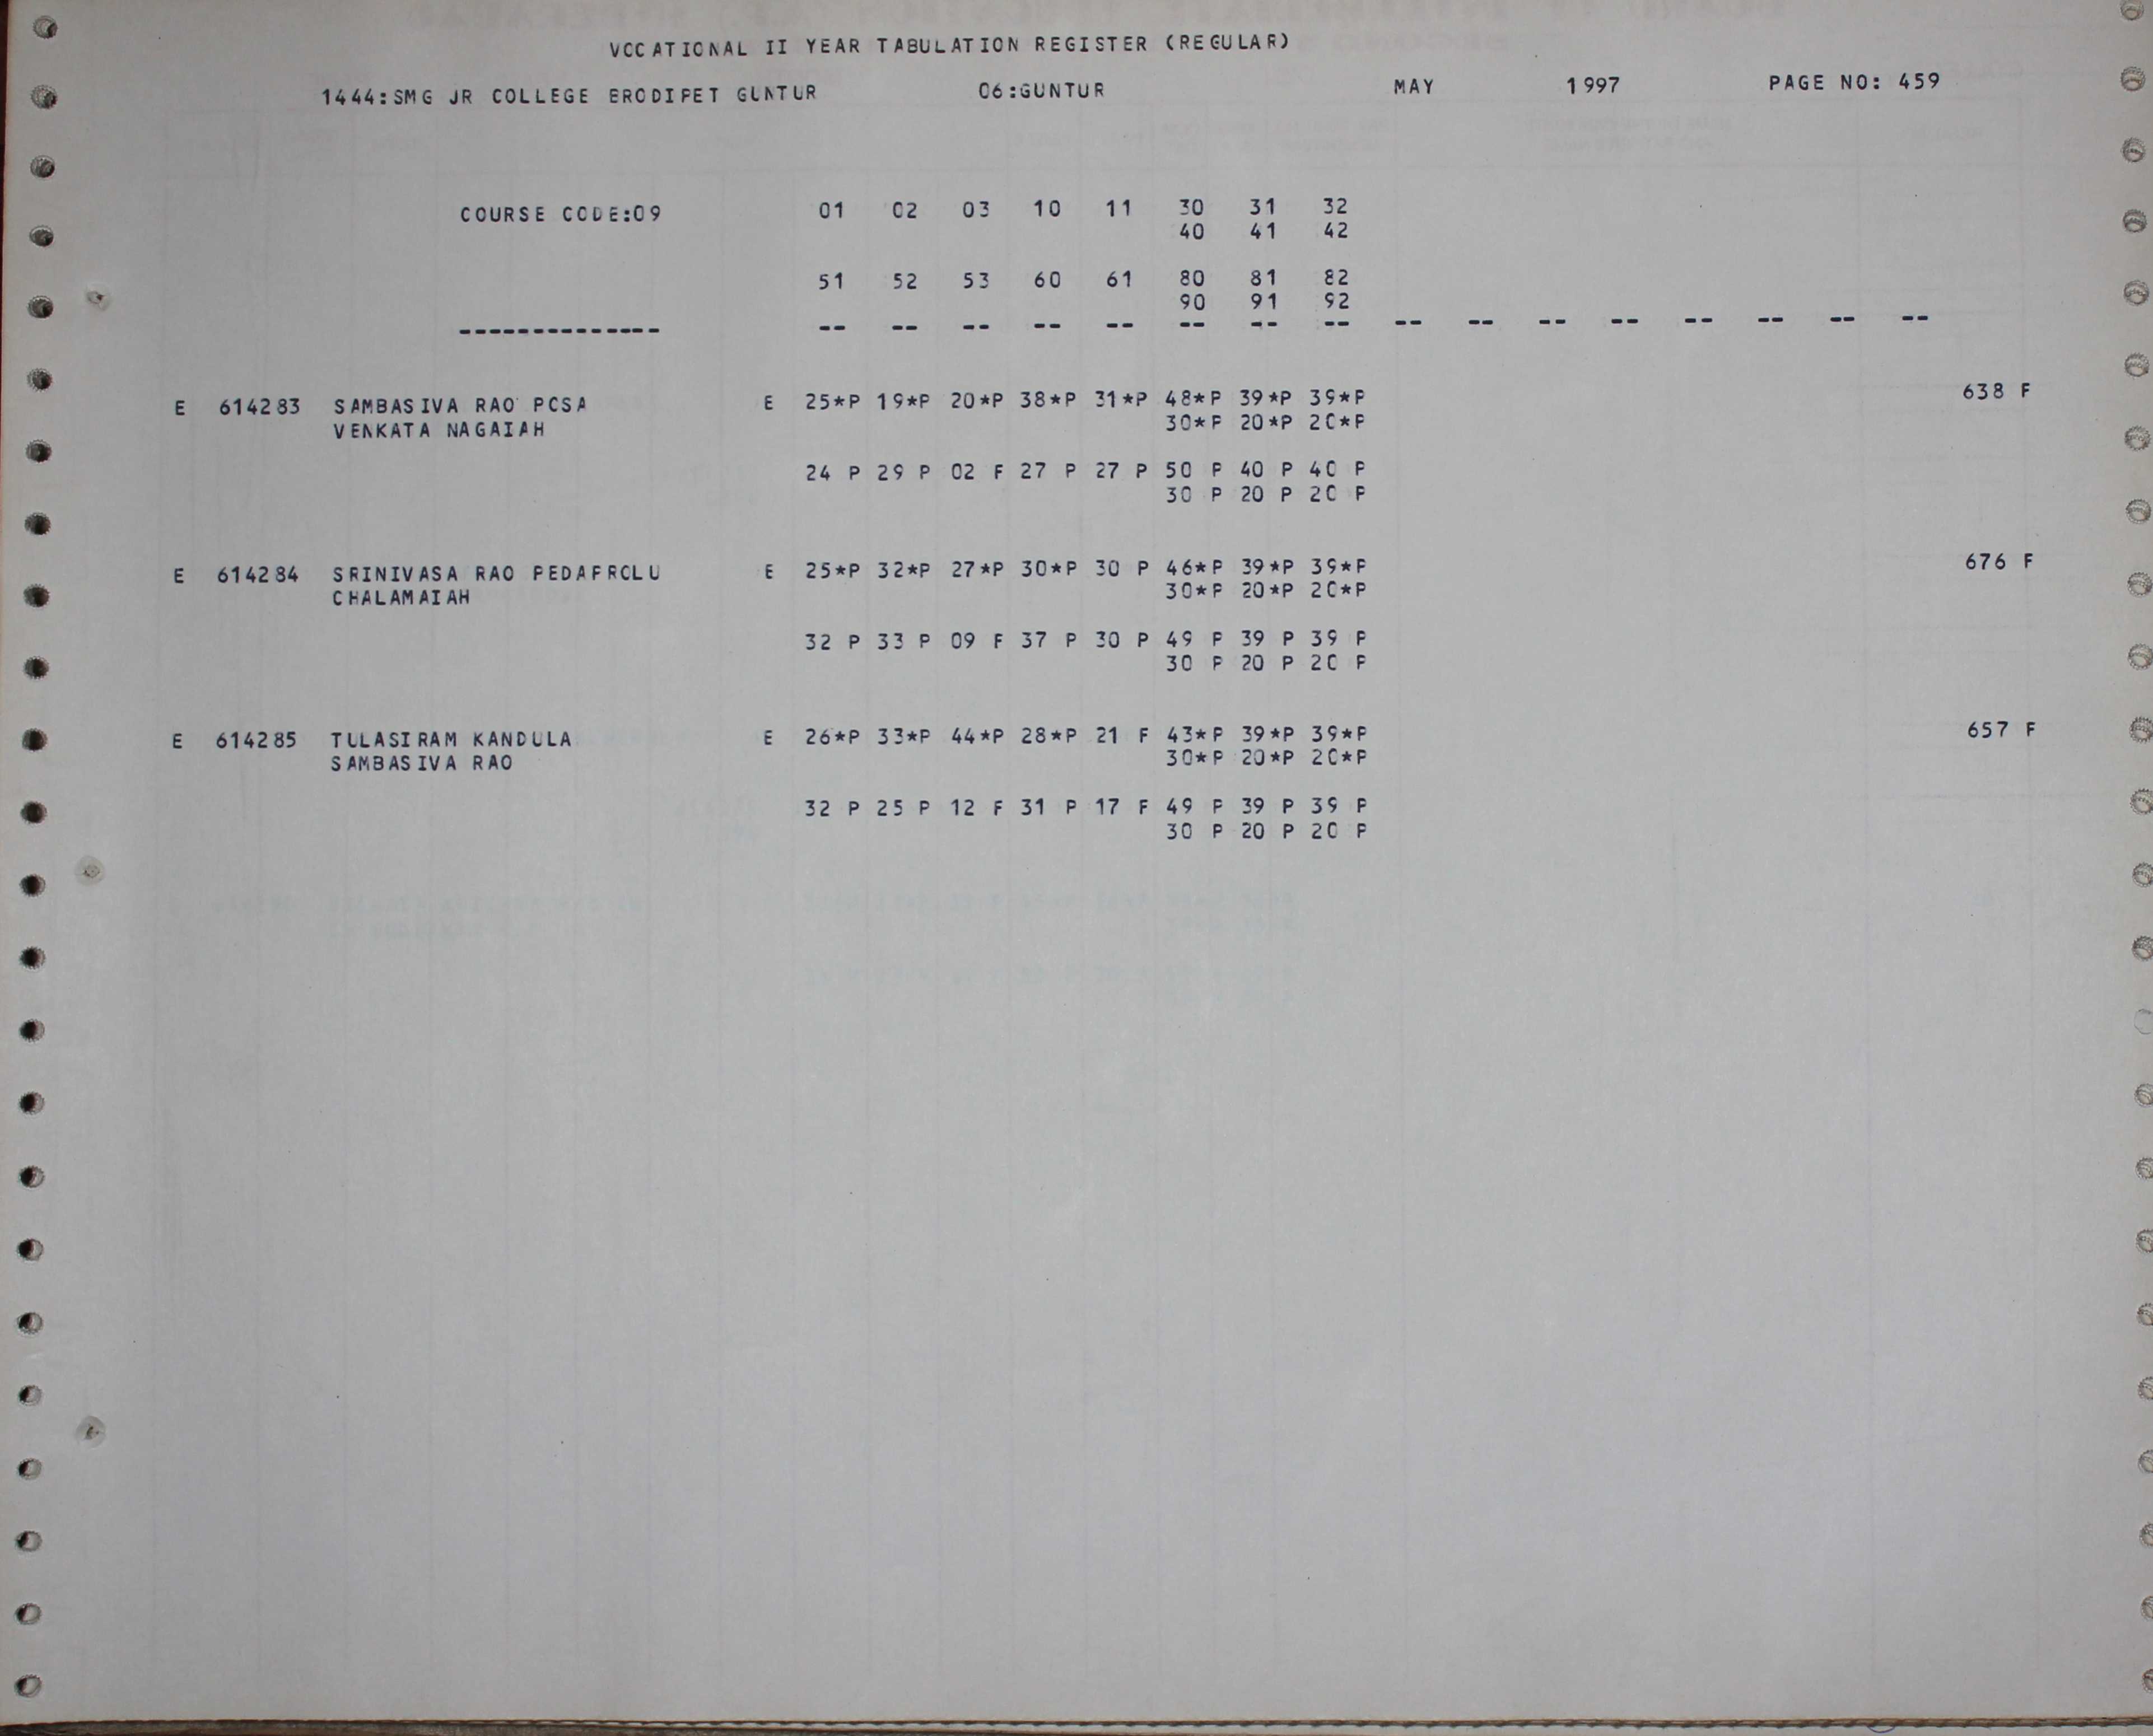 VOCATIONAL II YEAR TABULATION REGISTER (REGULAR)
1444:SMG JR COLLEGE BRODIPET GUNTUR 06:GUNTUR MAY 1997 PAGE NO: 459
COURSE CODE:09 01 02 03 10 11 30 31 32
40 41 42
51 52 53 60 61 80 81 82
90 91 92
-------------- -- -- -- -- -- -- -- -- -- -- -- -- -- -- -- --
E 614283 SAMBASIVA RAO POSA E 25*P 19*P 20*P 38*P 31*P 48*P 39*P 39*P 638 F
VENKATA NAGAIAH 30*P 20*P 20*P
24 P 29 P 02 F 27 P 27 P 50 P 40 P 40 P
30 P 20 P 20 P
E 614284 SRINIVASA RAO PEDAPROLU E 25*P 32*P 27*P 30*P 30 P 46*P 39*P 39*P 676 F
CHALAMAIAH 30*P 20*P 20*P
32 P 33 P 09 F 37 P 30 P 49 P 39 P 39 P
30 P 20 P 20 P
E 614285 TULASIRAM KANDULA E 26*P 33*P 44*P 28*P 21 F 43*P 39*P 39*P 657 F
SAMBASIVA RAO 30*P 20*P 20*P
32 P 25 P 12 F 31 P 17 F 49 P 39 P 39 P
30 P 20 P 20 P